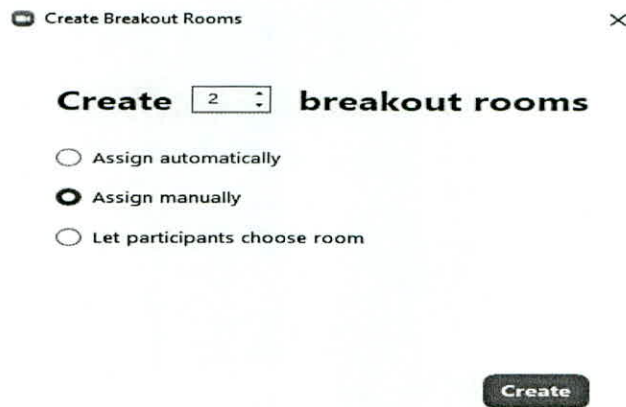 Create Breakout Rooms
Create 2 breakout rooms
Assign automatically
Assign manually
Let participants choose room
Create